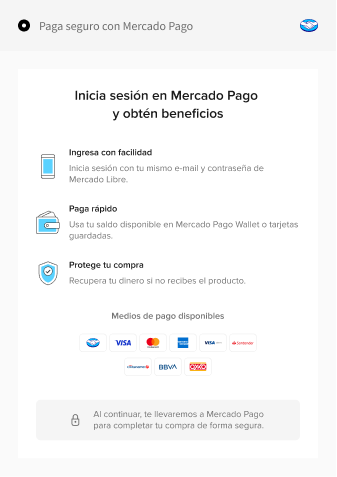 Paga seguro con Mercado Pago
Inicia sesión en Mercado Pago
y obtén beneficios
Ingresa con facilidad
Inicia sesión con tu mismo e-mail y contraseña de
Mercado Libre.
Paga rápido
Usa tu saldo disponible en Mercado Pago Wallet o tarjetas
guardadas.
Protege tu compra
Recupera tu dinero si no recibes el producto.
Medios de pago disponibles
VISA
VISA
Santander
Citibanamex
BBVA
OXXO
Al continuar, te llevaremos a Mercado Pago
para completar tu compra de forma segura.